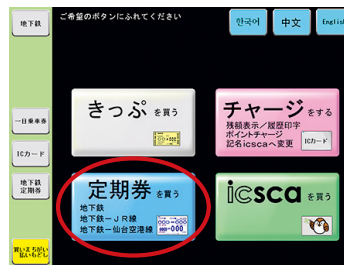 地下鉄
ご希望のボタンにふれてください
한국어
中文
English
きっぷ を買う
チャージ をする
残額表示／履歴印字
ポイントチャージ
記名icscaへ変更
ICカード
一日乗車券
ICカード
地下鉄
定期券
定期券 を買う
地下鉄
地下鉄－ＪＲ線
地下鉄－仙台空港線
icsca を買う
買いまちがい
払いもどし